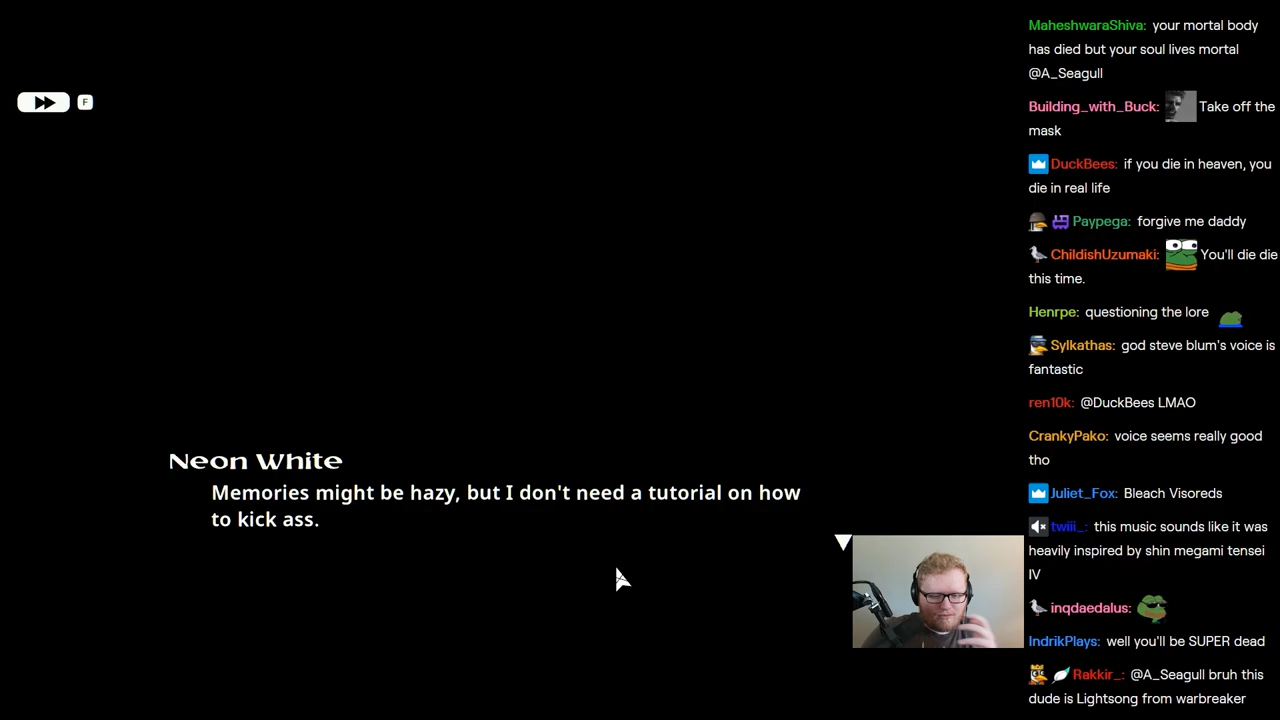 F
Neon White
Memories might be hazy, but I don't need a tutorial on how
to kick ass.
MaheshwaraShiva: your mortal body
has died but your soul lives mortal
@A_Seagull
Building_with_Buck: Take off the
mask
DuckBees: if you die in heaven, you
die in real life
Paypega: forgive me daddy
ChildishUzumaki: You'll die die
this time.
Henrpe: questioning the lore
Sylkathas: god steve blum's voice is
fantastic
ren10k: @DuckBees LMAO
CrankyPako: voice seems really good
tho
Juliet_Fox: Bleach Visoreds
twiii_: this music sounds like it was
heavily inspired by shin megami tensei
IV
inqdaedalus:
IndrikPlays: well you'll be SUPER dead
Rakkir_: @A_Seagull bruh this
dude is Lightsong from warbreaker